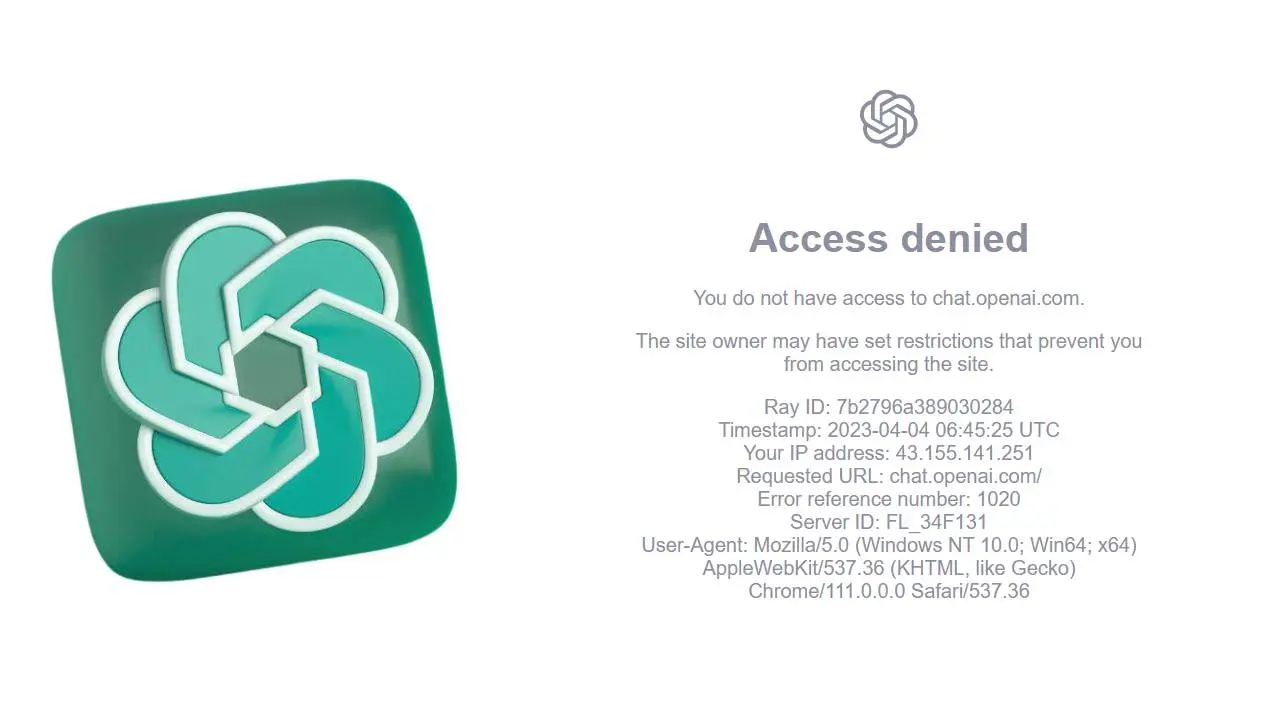 Access denied
You do not have access to chat.openai.com.
The site owner may have set restrictions that prevent you
from accessing the site.
Ray ID: 7b2796a389030284
Timestamp: 2023-04-04 06:45:25 UTC
Your IP address: 43.155.141.251
Requested URL: chat.openai.com/
Error reference number: 1020
Server ID: FL_34F131
User-Agent: Mozilla/5.0 (Windows NT 10.0; Win64; x64)
AppleWebKit/537.36 (KHTML, like Gecko)
Chrome/111.0.0.0 Safari/537.36